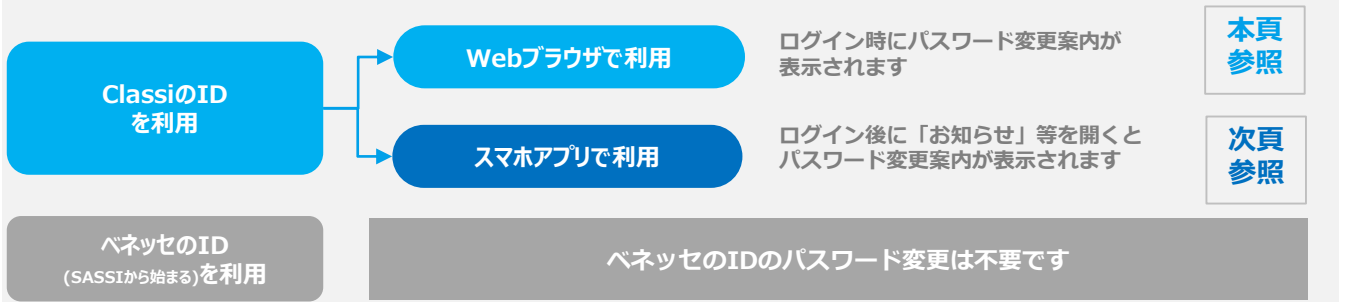 ClassiのID
を利用
Webブラウザで利用
ログイン時にパスワード変更案内が
表示されます
本頁
参照
スマホアプリで利用
ログイン後に「お知らせ」等を開くと
パスワード変更案内が表示されます
次頁
参照
ベネッセのID
(SASSIから始まる)を利用
ベネッセのIDのパスワード変更は不要です